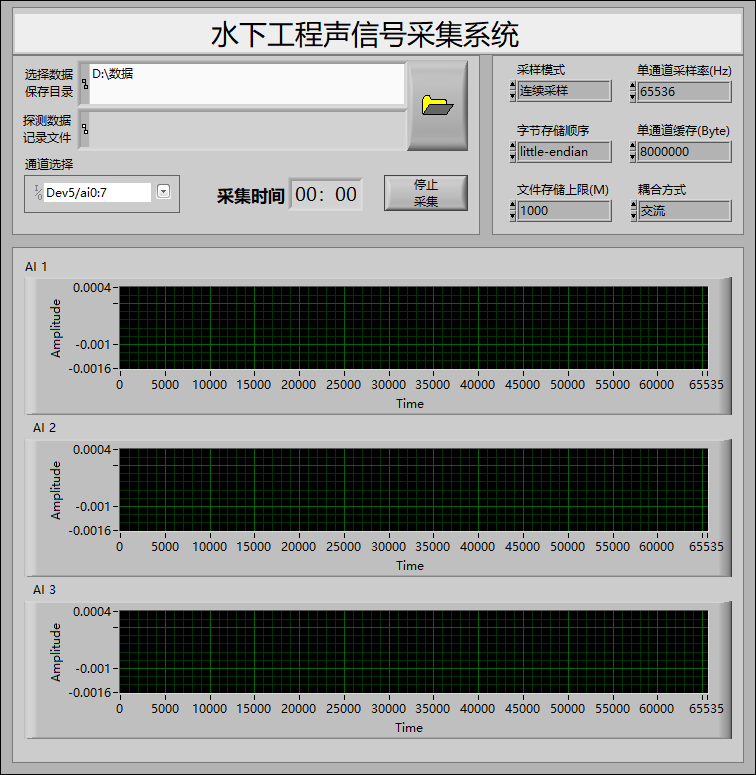 水下工程声信号采集系统
选择数据
保存目录
D:\数据
探测数据
记录文件
通道选择
I/O
Dev5/ai0:7
采集时间
00: 00
停止
采集
采样模式
连续采样
单通道采样率(Hz)
65536
字节存储顺序
little-endian
单通道缓存(Byte)
8000000
文件存储上限(M)
1000
耦合方式
交流
AI 1
0.0004
-0.001
-0.0016
Amplitude
0 5000 10000 15000 20000 25000 30000 35000 40000 45000 50000 55000 60000 65535
Time
AI 2
0.0004
-0.001
-0.0016
Amplitude
0 5000 10000 15000 20000 25000 30000 35000 40000 45000 50000 55000 60000 65535
Time
AI 3
0.0004
-0.001
-0.0016
Amplitude
0 5000 10000 15000 20000 25000 30000 35000 40000 45000 50000 55000 60000 65535
Time